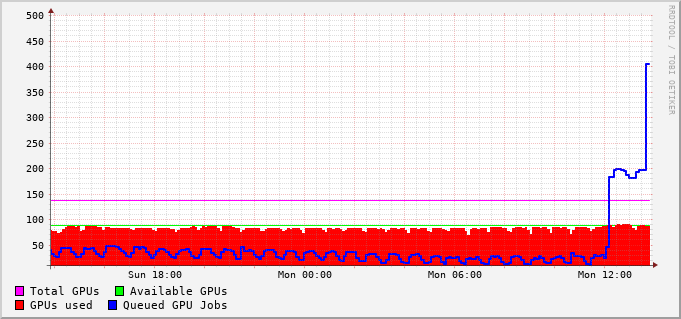 500
450
400
350
300
250
200
150
100
50
Sun 18:00 Mon 00:00 Mon 06:00 Mon 12:00
Total GPUs Available GPUs
GPUs used Queued GPU Jobs
RRDTOOL / TOBI OETIKER